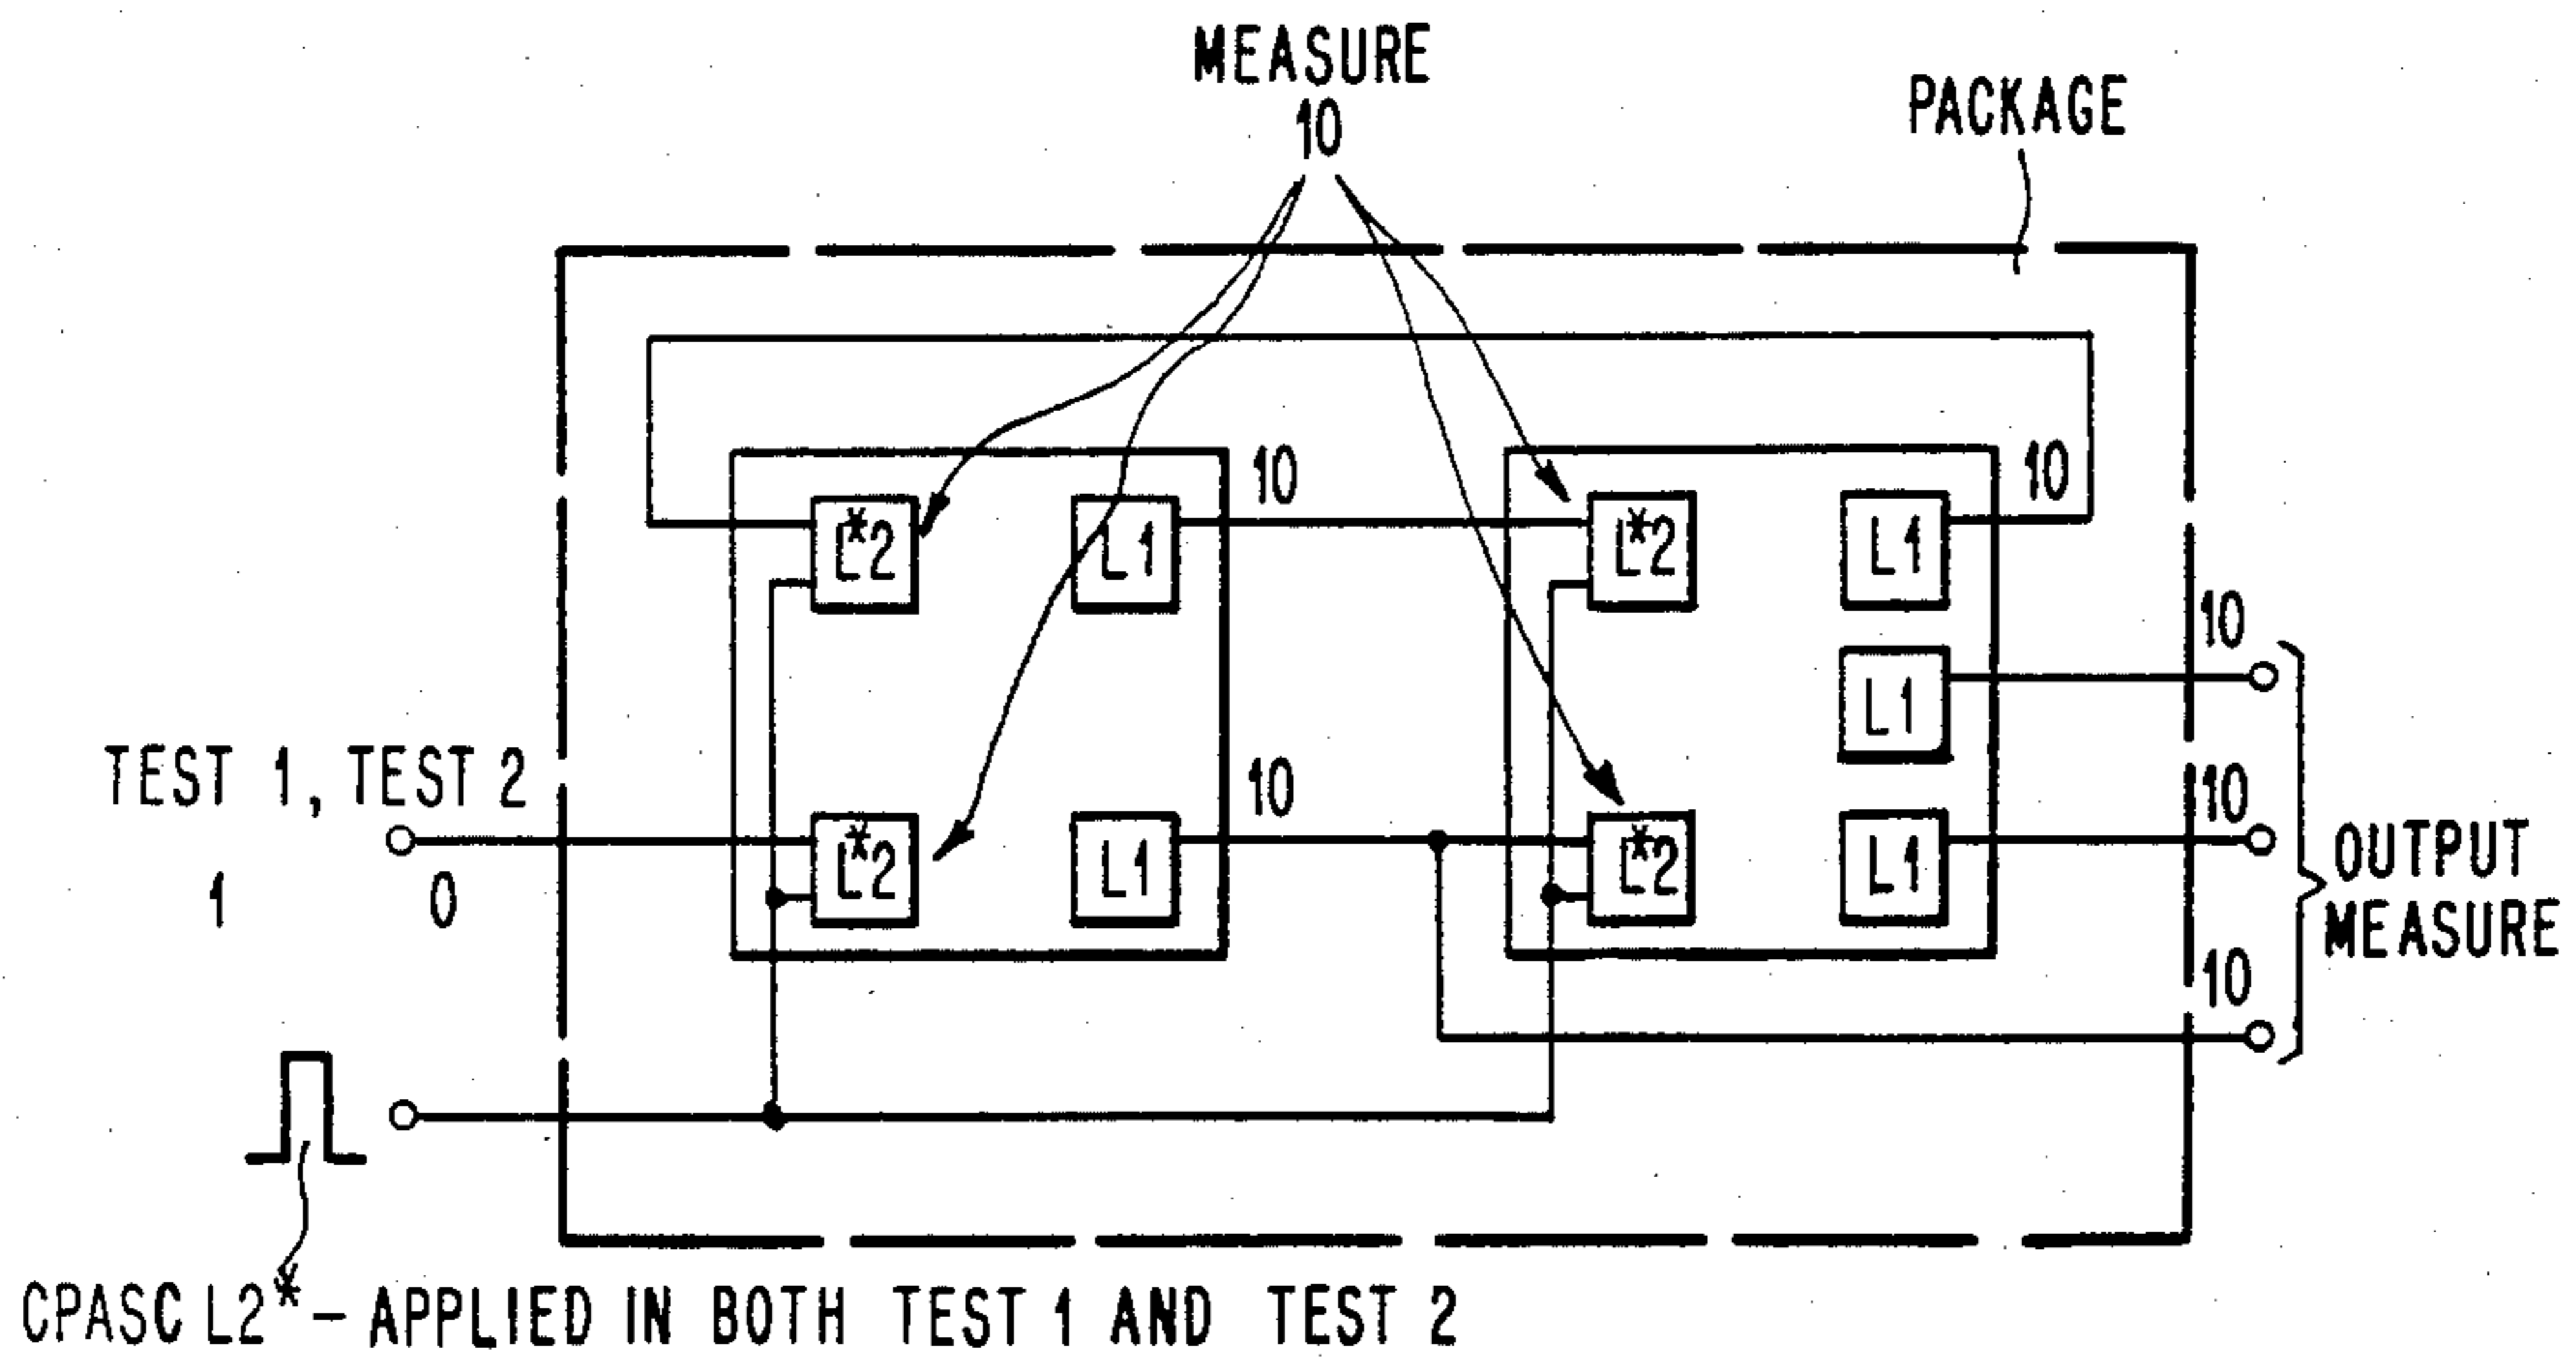 MEASURE
10
PACKAGE
10
10
L*2
L1
L*2
L1
10
L1
TEST 1, TEST 2
10
10
L*2
L1
L*2
L1
OUTPUT
MEASURE
1
0
10
CPASC L2* - APPLIED IN BOTH TEST 1 AND TEST 2